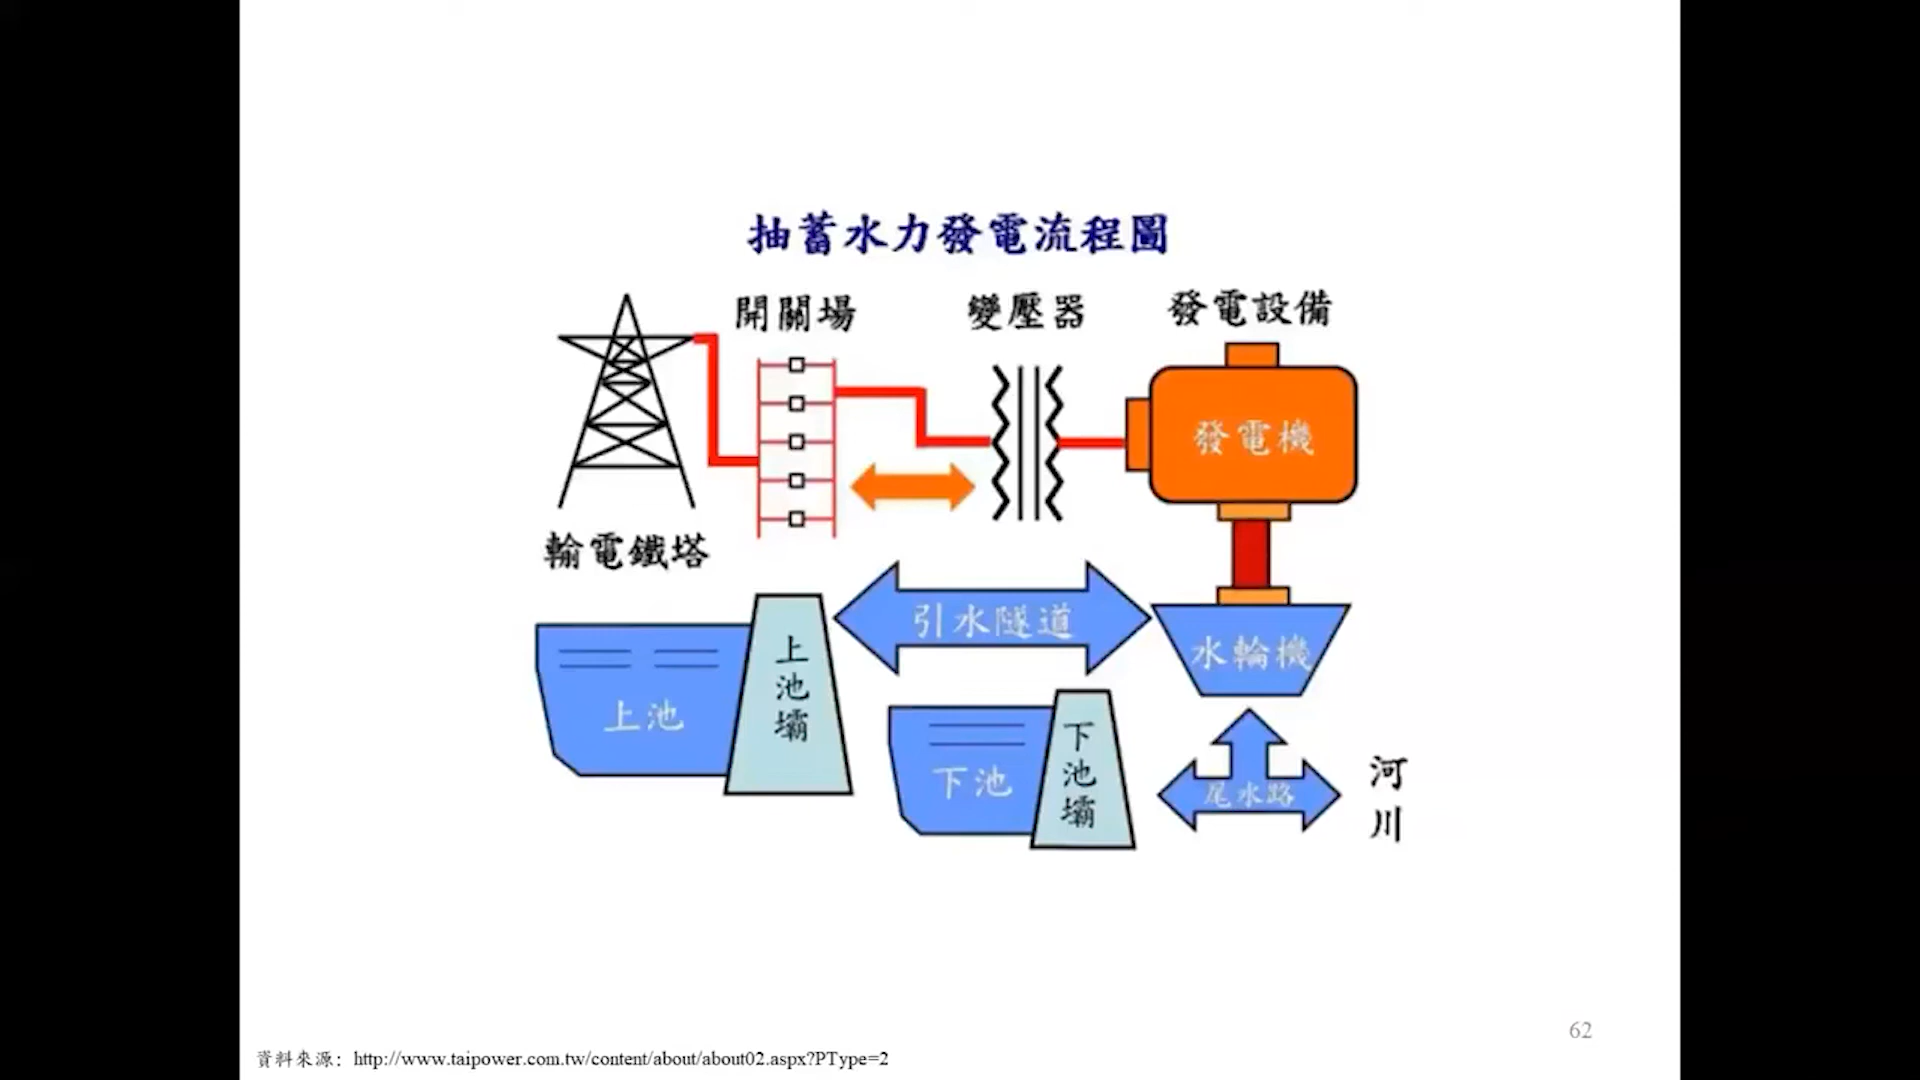 抽蓄水力發電流程圖
開關場
變壓器
發電設備
發電機
輸電鐵塔
引水隧道
水輪機
上池
上池壩
下池
下池壩
尾水路
河川
62
資料來源: http://www.taipower.com.tw/content/about/about02.aspx?PType=2